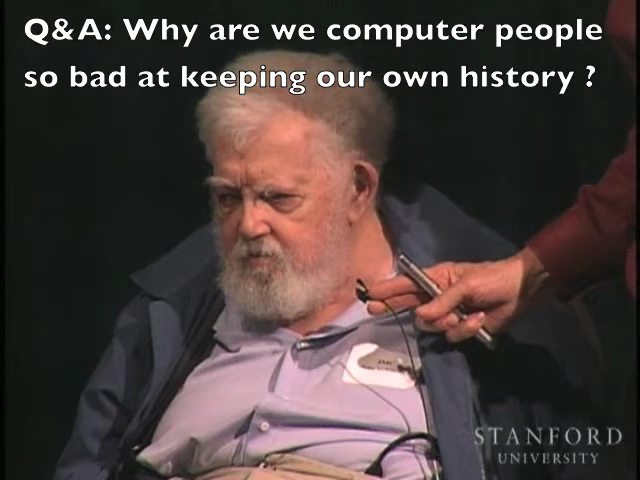 Q&A: Why are we computer people
so bad at keeping our own history ?
STANFORD
UNIVERSITY